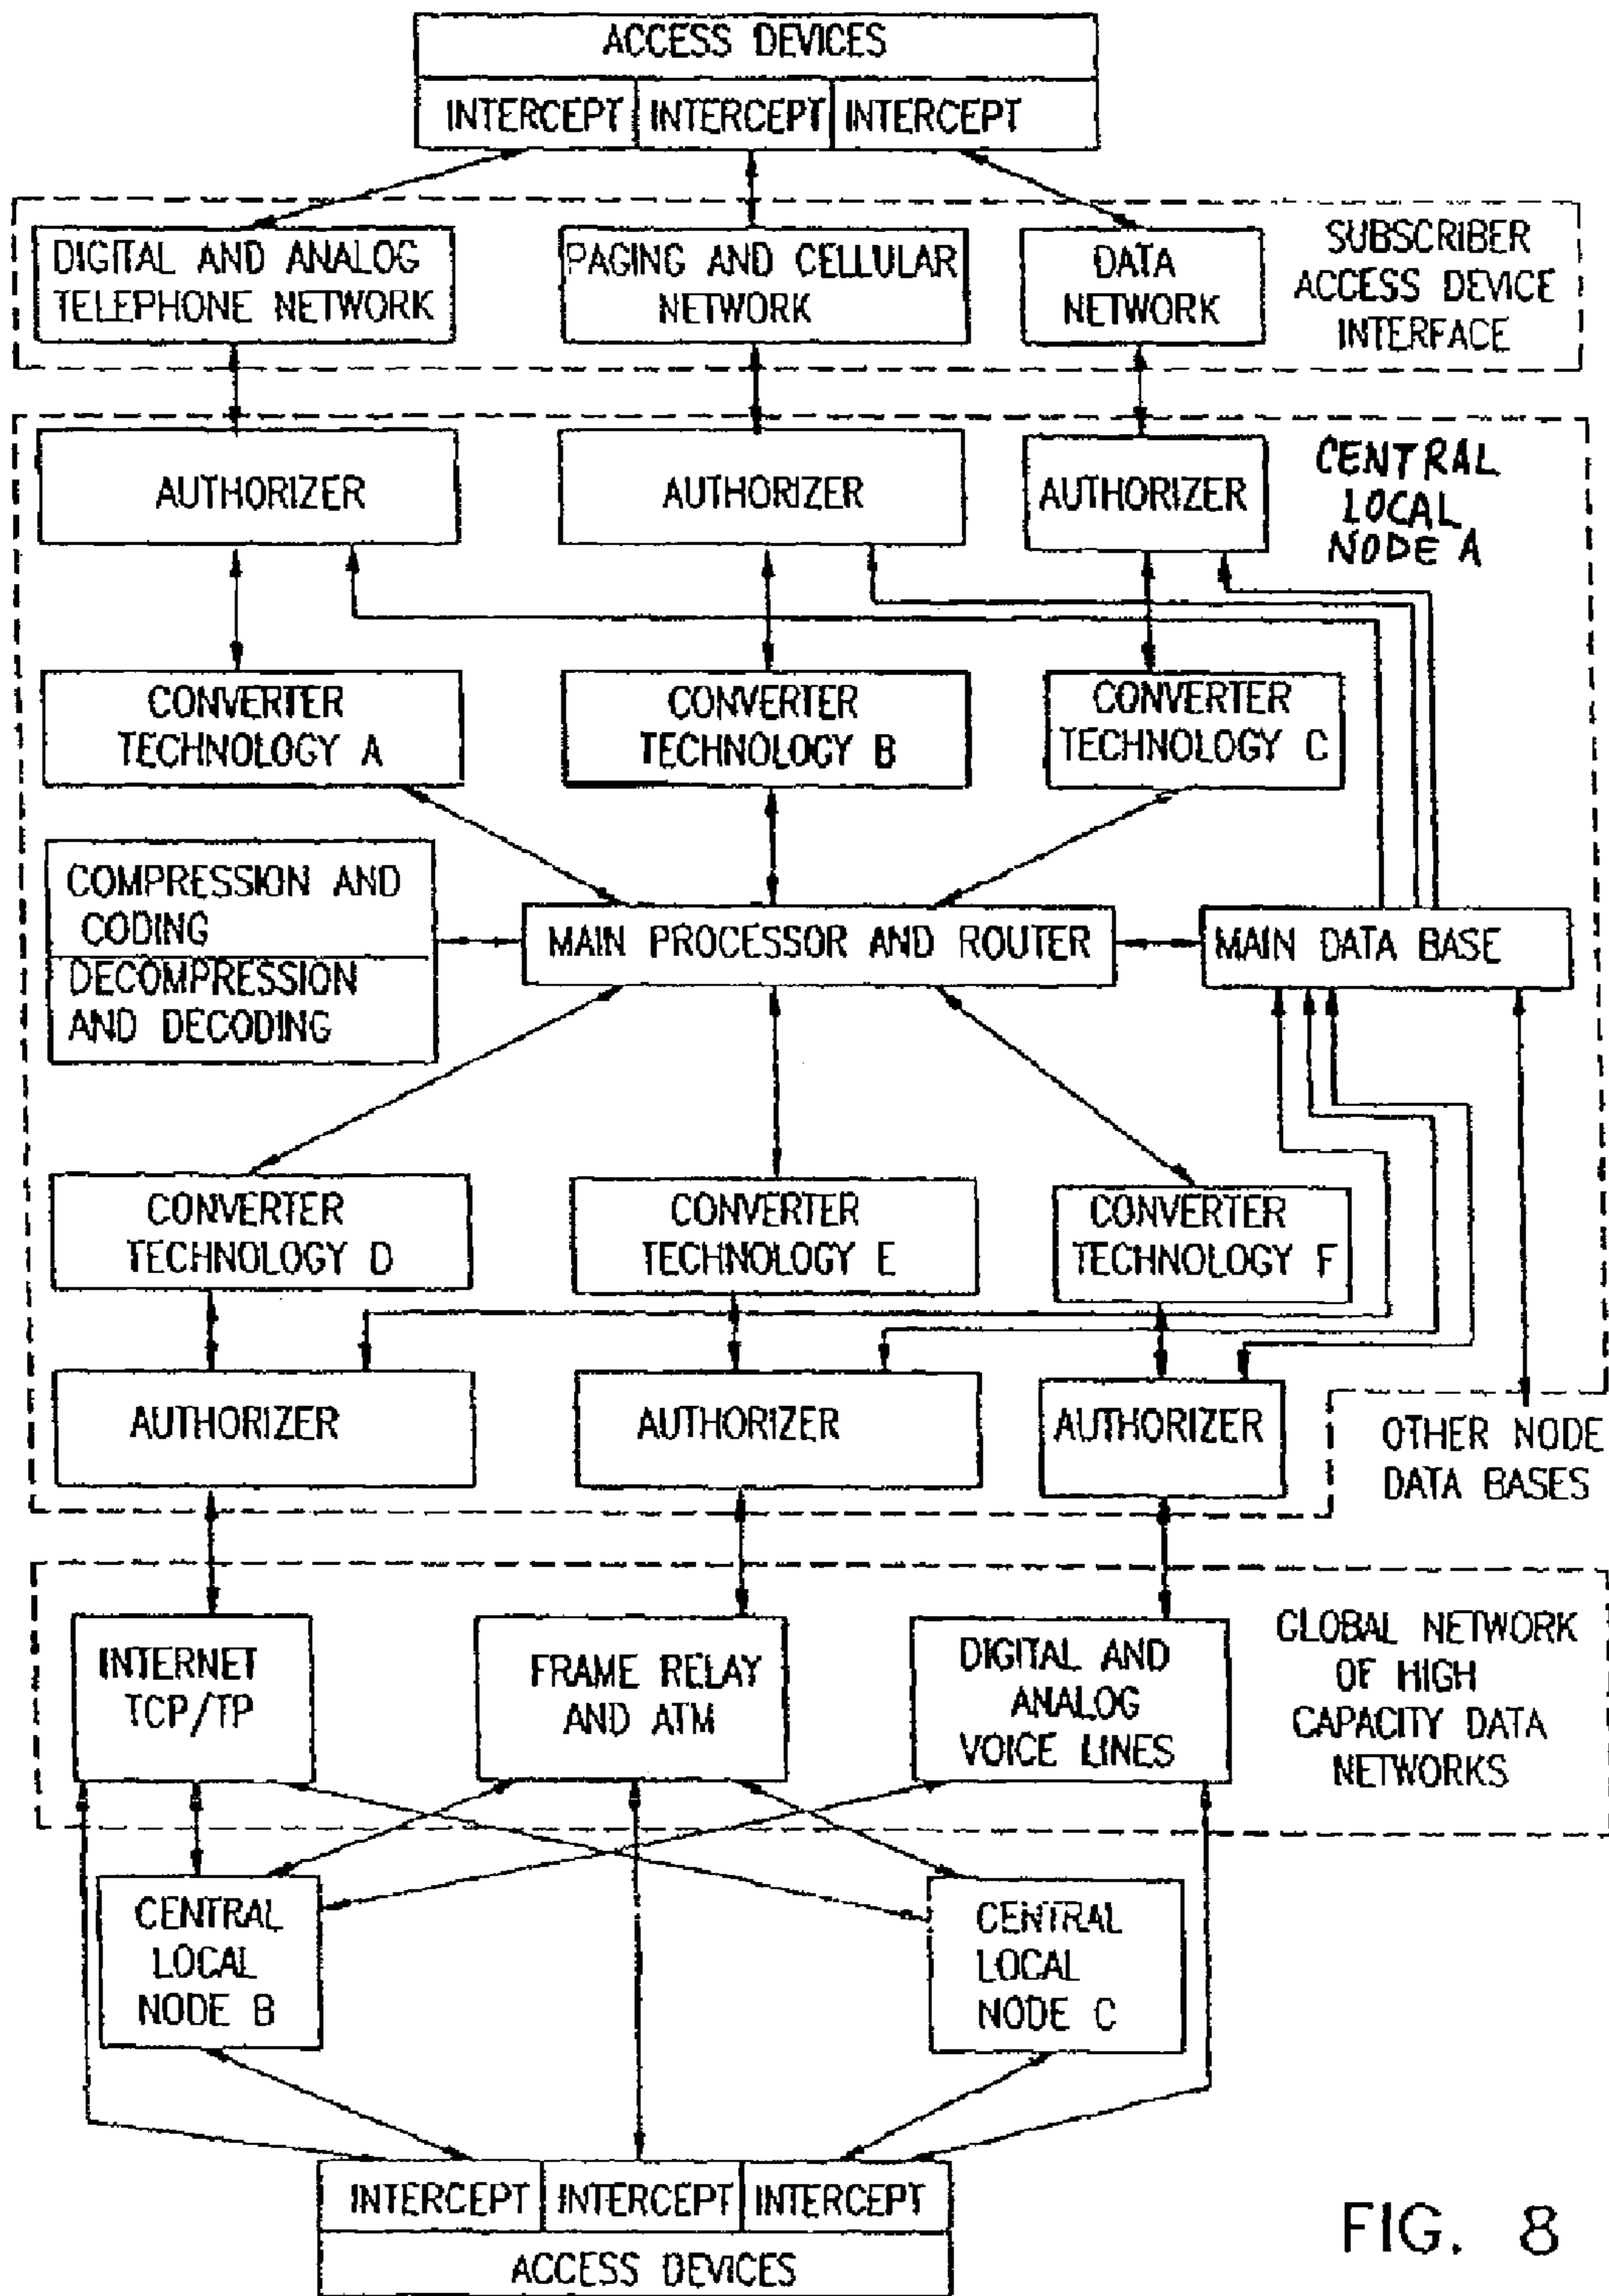 ACCESS DEVICES
INTERCEPT INTERCEPT INTERCEPT
DIGITAL AND ANALOG
TELEPHONE NETWORK
PAGING AND CELLULAR
NETWORK
DATA
NETWORK
SUBSCRIBER
ACCESS DEVICE
INTERFACE
AUTHORIZER
AUTHORIZER
AUTHORIZER
CENTRAL
LOCAL
NODE A
CONVERTER
TECHNOLOGY A
CONVERTER
TECHNOLOGY B
CONVERTER
TECHNOLOGY C
COMPRESSION AND
CODING
DECOMPRESSION
AND DECODING
MAIN PROCESSOR AND ROUTER
MAIN DATA BASE
CONVERTER
TECHNOLOGY D
CONVERTER
TECHNOLOGY E
CONVERTER
TECHNOLOGY F
AUTHORIZER
AUTHORIZER
AUTHORIZER
OTHER NODE
DATA BASES
INTERNET
TCP/TP
FRAME RELAY
AND ATM
DIGITAL AND
ANALOG
VOICE LINES
GLOBAL NETWORK
OF HIGH
CAPACITY DATA
NETWORKS
CENTRAL
LOCAL
NODE B
CENTRAL
LOCAL
NODE C
INTERCEPT INTERCEPT INTERCEPT
ACCESS DEVICES
FIG. 8